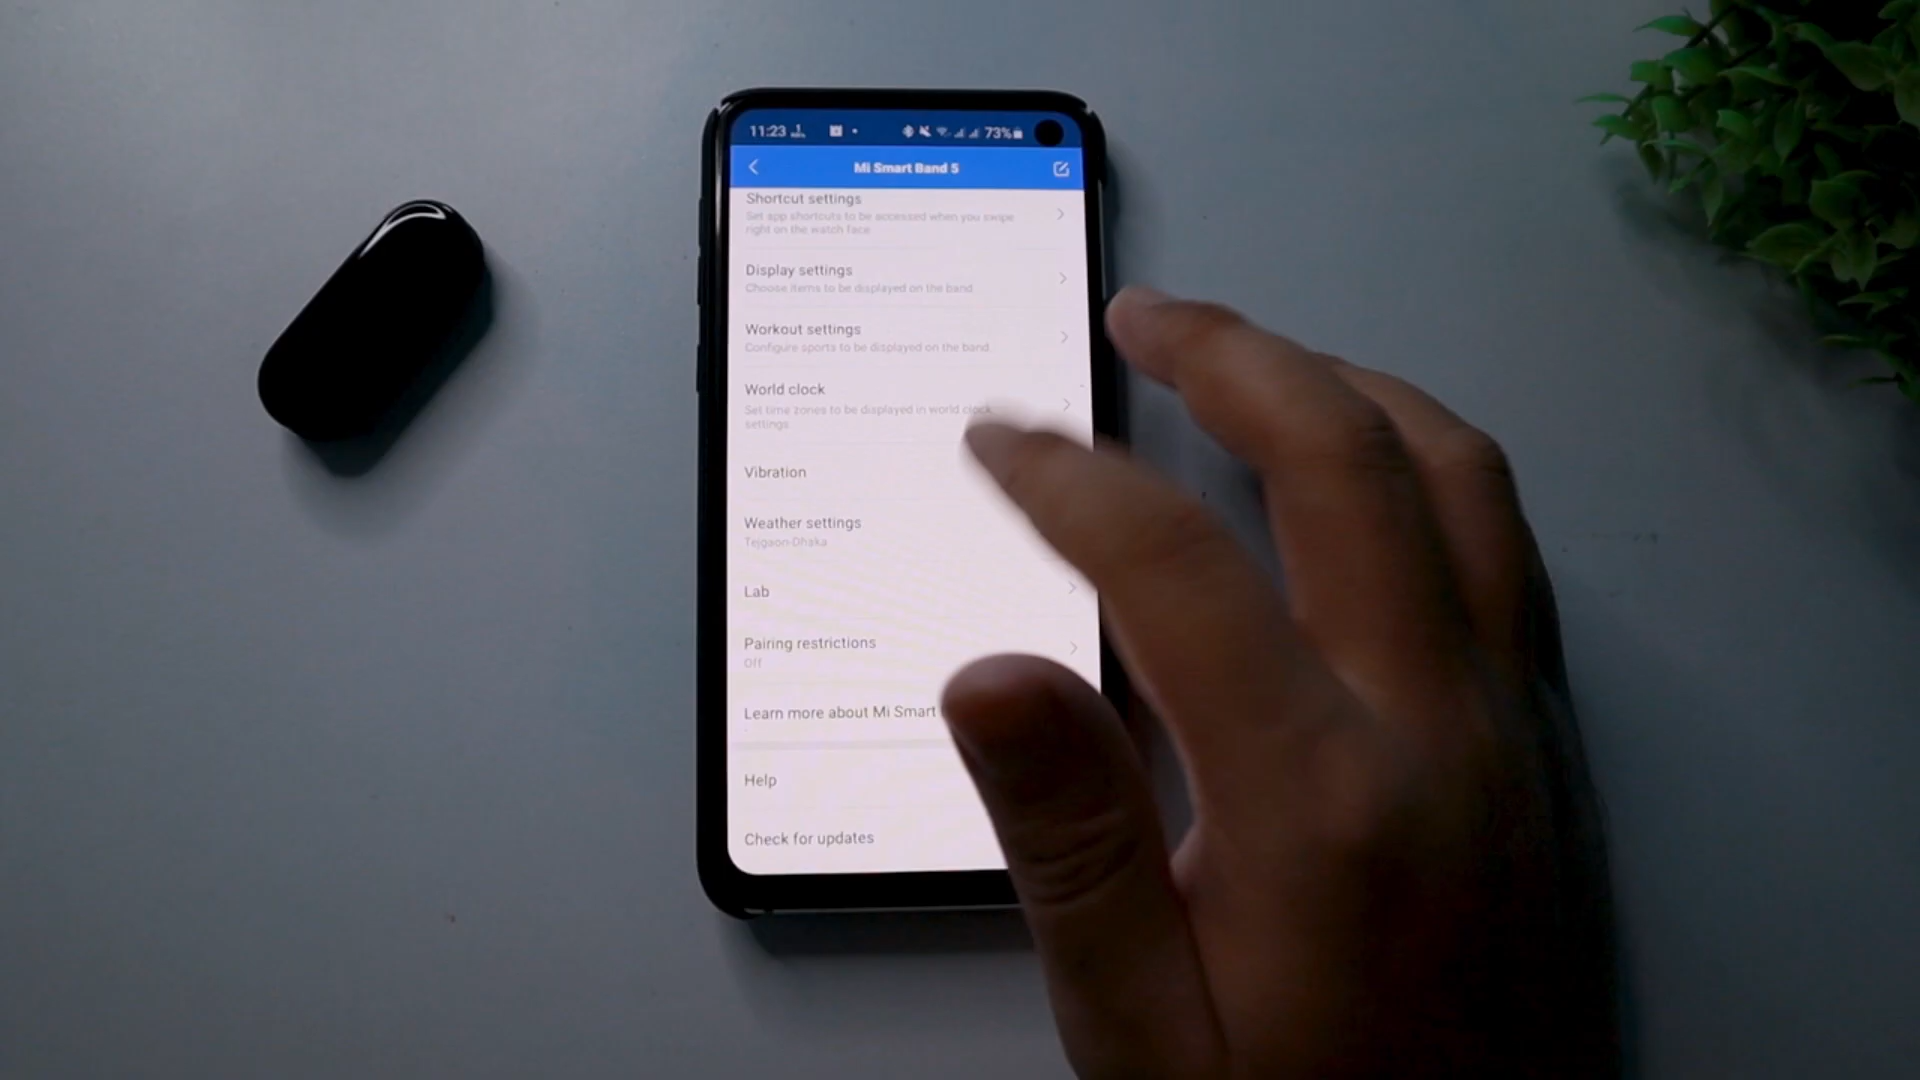 11:23
73%
Mi Smart Band 5
Shortcut settings
Set app shortcuts to be accessed when you swipe
right on the watch face
Display settings
Choose items to be displayed on the band
Workout settings
Configure sports to be displayed on the band
World clock
Set time zones to be displayed in world clock
settings
Vibration
Weather settings
Tejgaon-Dhaka
Lab
Pairing restrictions
Off
Learn more about Mi Smart
Help
Check for updates